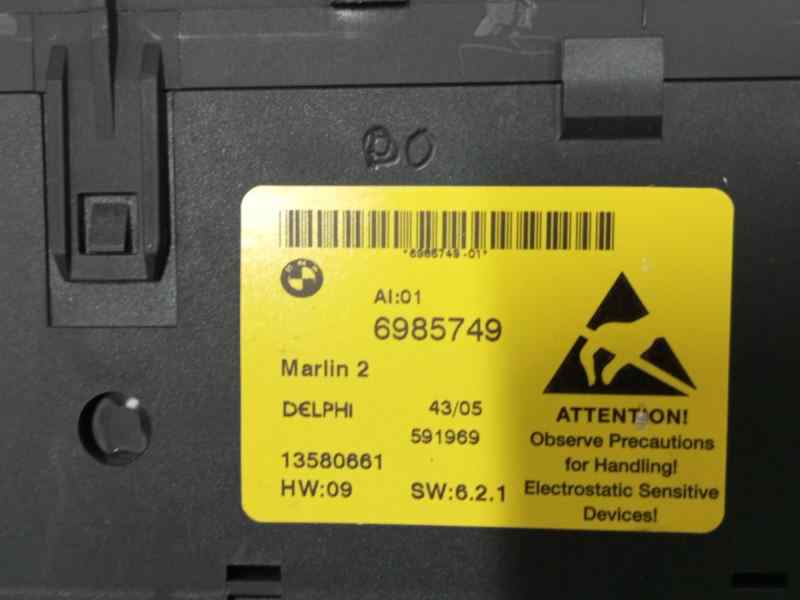 *6985749-01*
BMW
AI:01
6985749
Marlin 2
DELPHI 43/05
591969
13580661
HW:09 SW:6.2.1
ATTENTION!
Observe Precautions
for Handling!
Electrostatic Sensitive
Devices!